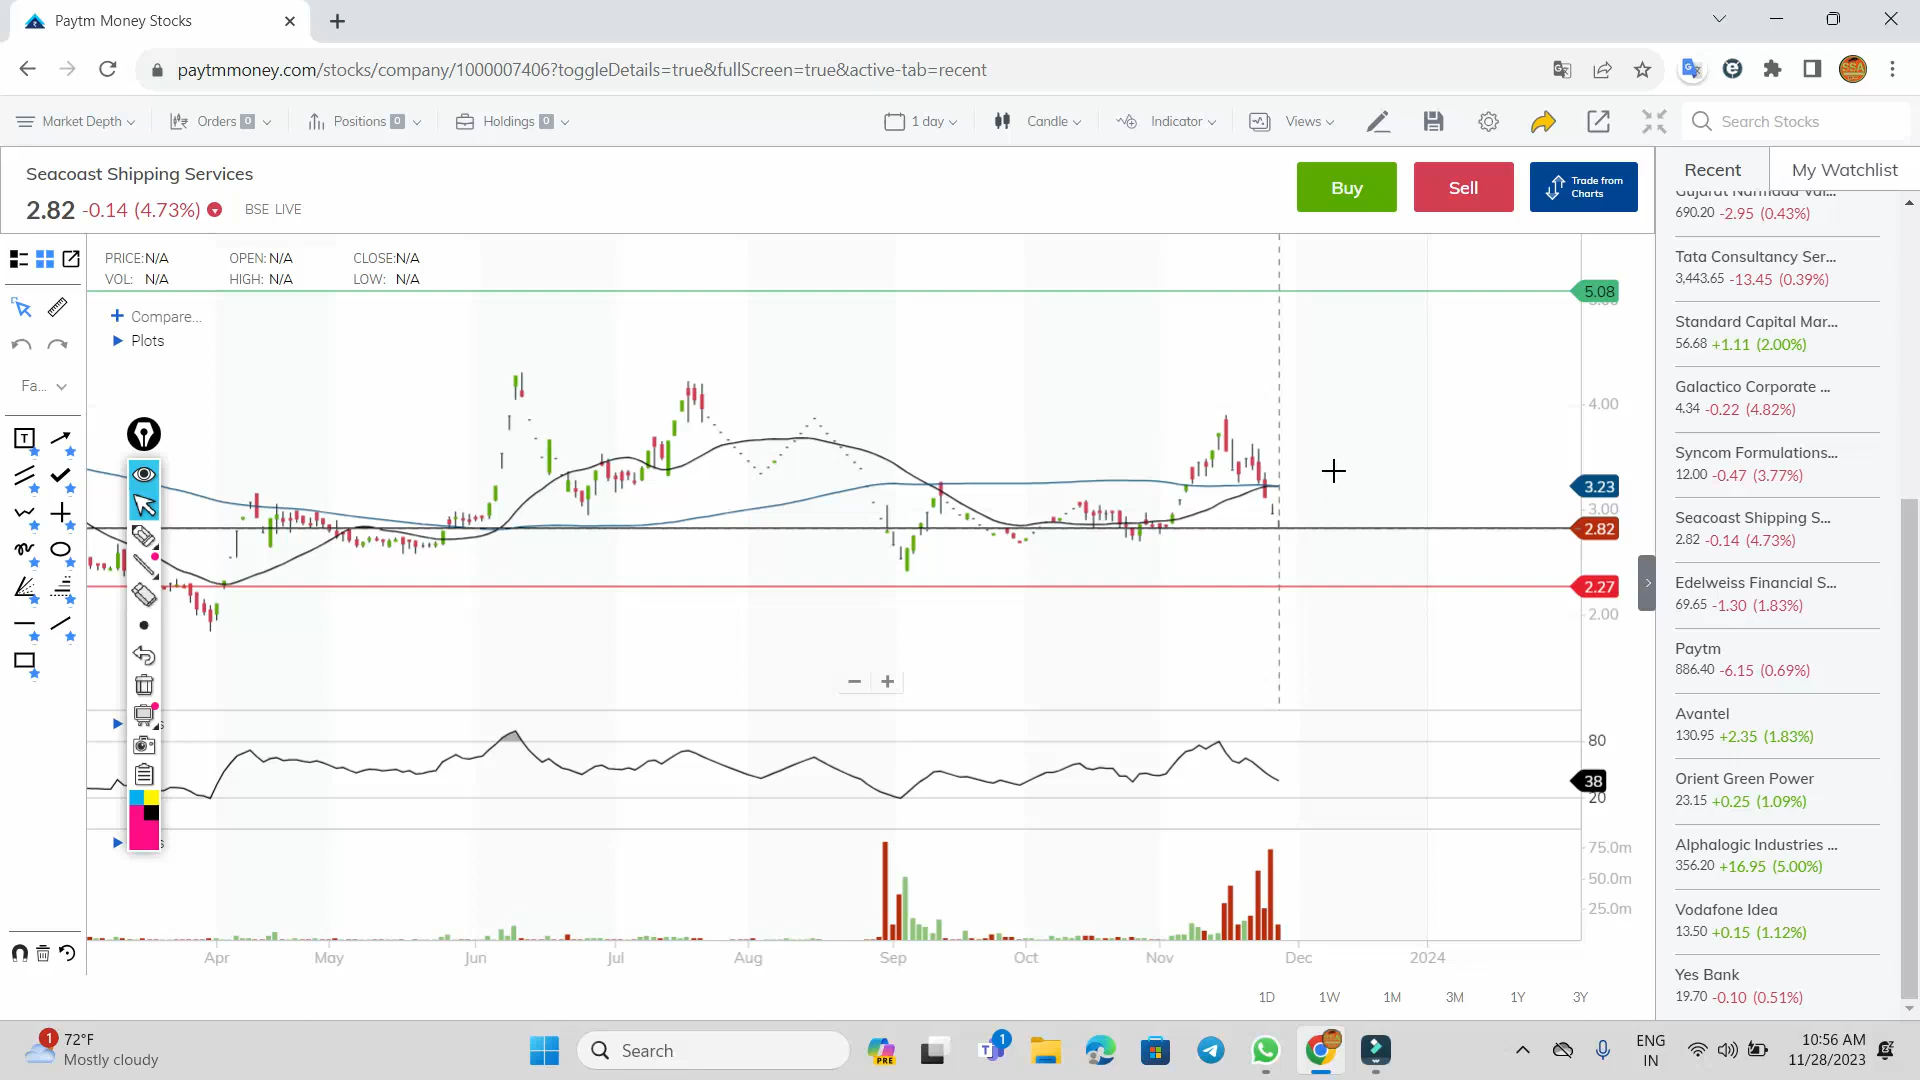 Paytm Money Stocks
paytmmoney.com/stocks/company/1000007406?toggleDetails=true&fullScreen=true&active-tab=recent
Market Depth
Orders 0
Positions 0
Holdings 0
1 day
Candle
Indicator
Views
Search Stocks
Seacoast Shipping Services
2.82 -0.14 (4.73%) BSE LIVE
Buy
Sell
Trade from
Charts
Recent
My Watchlist
PRICE:N/A OPEN: N/A CLOSE:N/A
VOL: N/A HIGH: N/A LOW: N/A
Compare...
Plots
Fa...
T
5.08
4.00
3.23
3.00
2.82
2.27
2.00
80
38
20
75.0m
50.0m
25.0m
Apr May Jun Jul Aug Sep Oct Nov Dec 2024
1D 1W 1M 3M 1Y 3Y
690.20 -2.95 (0.43%)
Tata Consultancy Ser...
3,443.65 -13.45 (0.39%)
Standard Capital Mar...
56.68 +1.11 (2.00%)
Galactico Corporate ...
4.34 -0.22 (4.82%)
Syncom Formulations...
12.00 -0.47 (3.77%)
Seacoast Shipping S...
2.82 -0.14 (4.73%)
Edelweiss Financial S...
69.65 -1.30 (1.83%)
Paytm
886.40 -6.15 (0.69%)
Avantel
130.95 +2.35 (1.83%)
Orient Green Power
23.15 +0.25 (1.09%)
Alphalogic Industries ...
356.20 +16.95 (5.00%)
Vodafone Idea
13.50 +0.15 (1.12%)
Yes Bank
19.70 -0.10 (0.51%)
1
72°F
Mostly cloudy
Search
PRE
1
ENG
IN
10:56 AM
11/28/2023